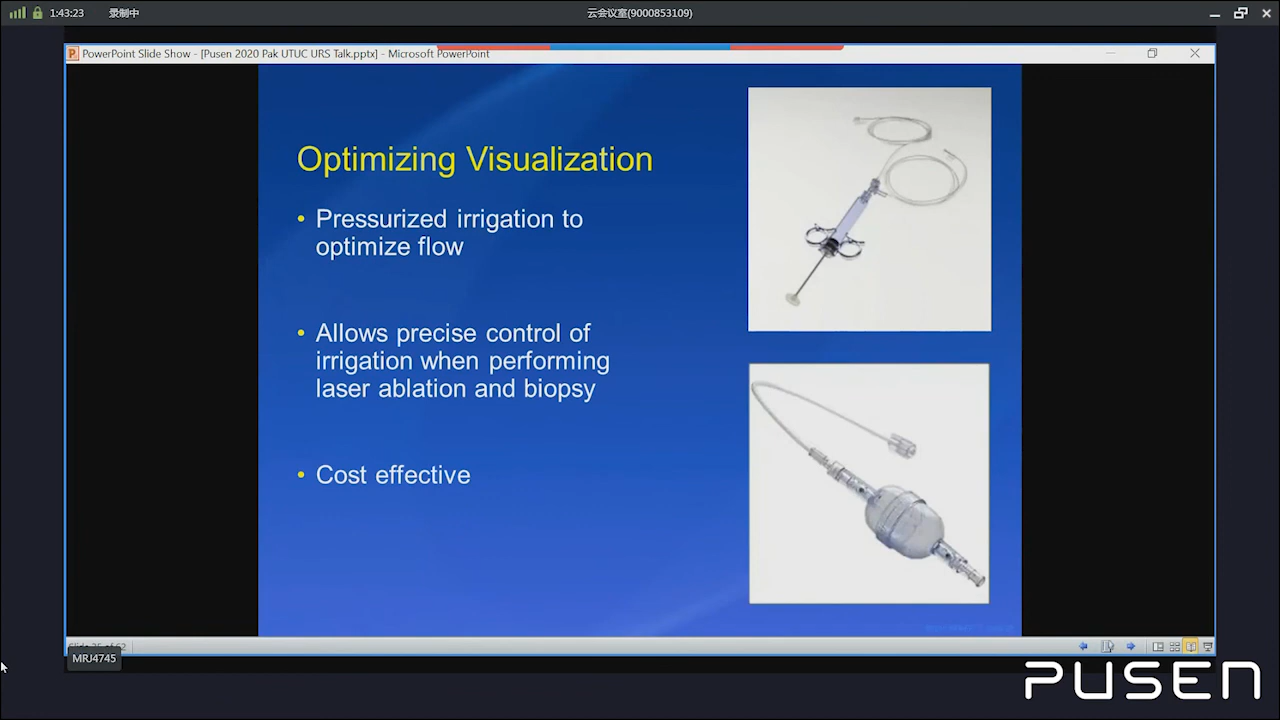 1:43:23
录制中
云会议室(9000853109)
PowerPoint Slide Show - [Pusen 2020 Pak UTUC URS Talk.pptx] - Microsoft PowerPoint
Optimizing Visualization
• Pressurized irrigation to
optimize flow
• Allows precise control of
irrigation when performing
laser ablation and biopsy
• Cost effective
MRJ4745
PUSEN